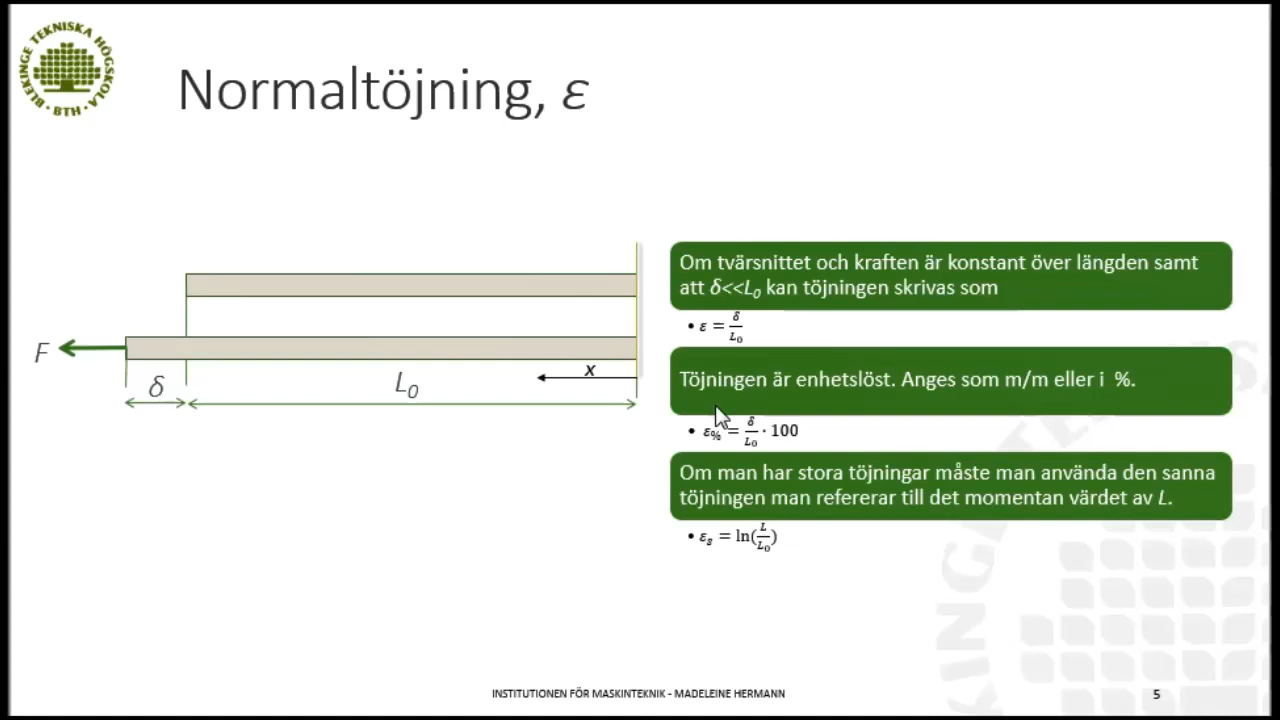 BLEKINGE TEKNISKA HÖGSKOLA · BTH ·
Normaltöjning, ε
F
δ
L₀
x
Om tvärsnittet och kraften är konstant över längden samt
att δ<<L₀ kan töjningen skrivas som
• ε = δ/L₀
Töjningen är enhetslöst. Anges som m/m eller i %.
• ε% = δ/L₀ · 100
Om man har stora töjningar måste man använda den sanna
töjningen man refererar till det momentan värdet av L.
• εₛ = ln(L/L₀)
INSTITUTIONEN FÖR MASKINTEKNIK - MADELEINE HERMANN
5